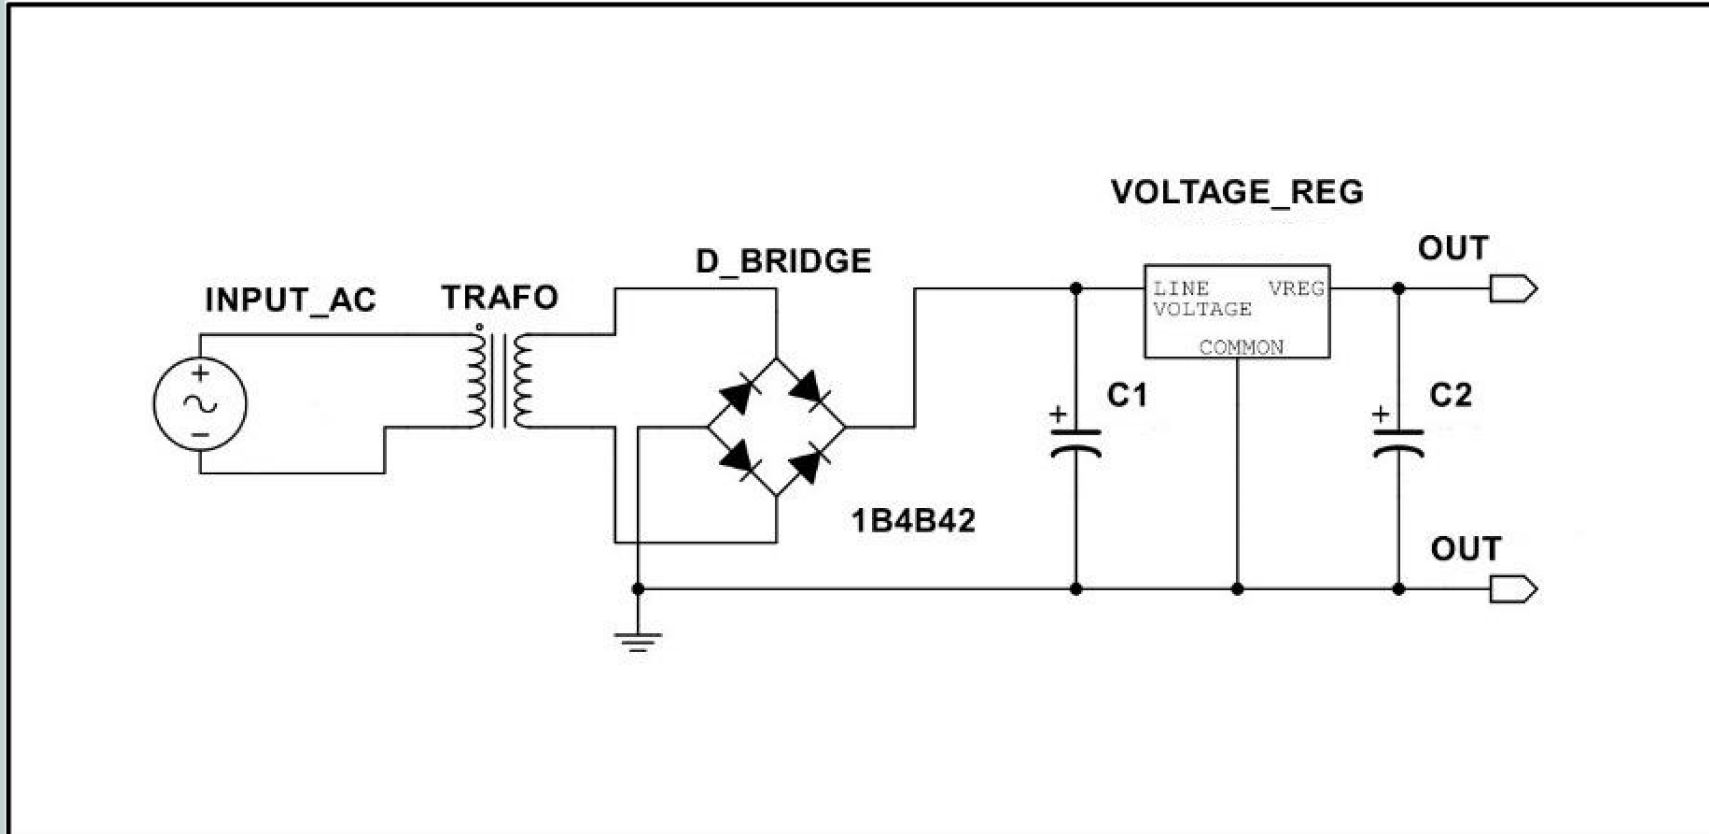 VOLTAGE_REG
OUT
D_BRIDGE
INPUT_AC
TRAFO
LINE VREG
VOLTAGE
COMMON
+
C1
+
C2
+
−
1B4B42
OUT